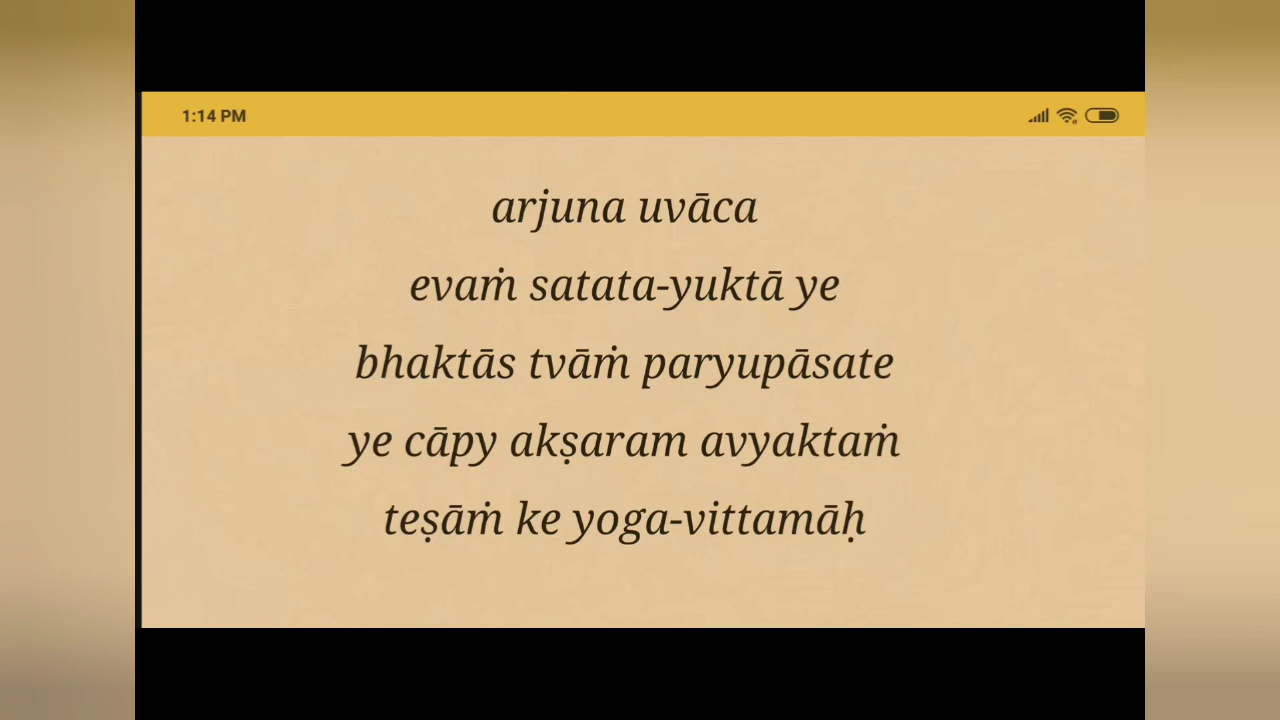 1:14 PM
arjuna uvāca
evaṁ satata-yuktā ye
bhaktās tvāṁ paryupāsate
ye cāpy akṣaram avyaktaṁ
teṣāṁ ke yoga-vittamāḥ